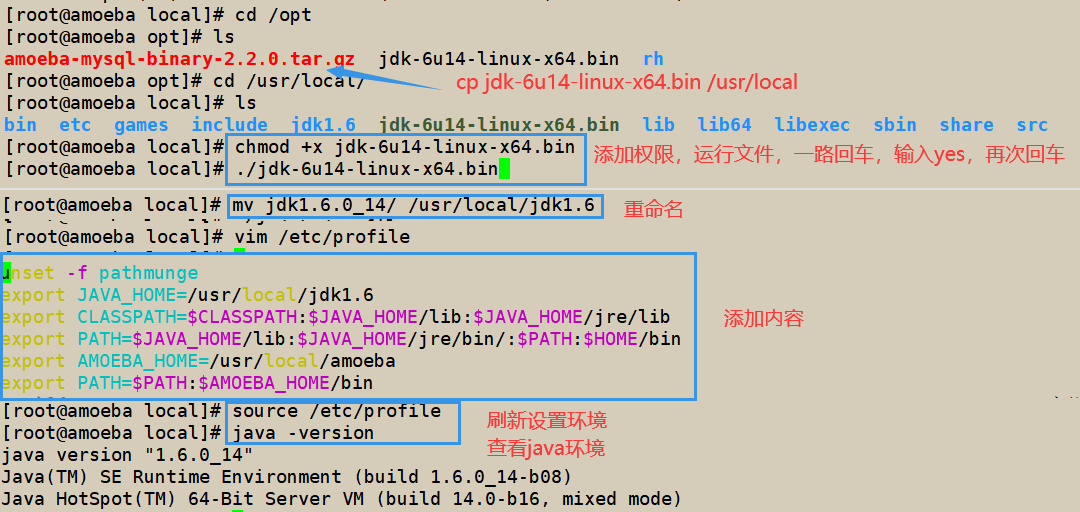 [root@amoeba local]# cd /opt
[root@amoeba opt]# ls
amoeba-mysql-binary-2.2.0.tar.gz jdk-6u14-linux-x64.bin rh
[root@amoeba opt]# cd /usr/local/
cp jdk-6u14-linux-x64.bin /usr/local
[root@amoeba local]# ls
bin etc games include jdk1.6 jdk-6u14-linux-x64.bin lib lib64 libexec sbin share src
[root@amoeba local]# chmod +x jdk-6u14-linux-x64.bin
[root@amoeba local]# ./jdk-6u14-linux-x64.bin
添加权限，运行文件，一路回车，输入yes，再次回车
[root@amoeba local]# mv jdk1.6.0_14/ /usr/local/jdk1.6
重命名
[root@amoeba local]# vim /etc/profile
unset -f pathmunge
export JAVA_HOME=/usr/local/jdk1.6
export CLASSPATH=$CLASSPATH:$JAVA_HOME/lib:$JAVA_HOME/jre/lib
添加内容
export PATH=$JAVA_HOME/lib:$JAVA_HOME/jre/bin/:$PATH:$HOME/bin
export AMOEBA_HOME=/usr/local/amoeba
export PATH=$PATH:$AMOEBA_HOME/bin
[root@amoeba local]# source /etc/profile
刷新设置环境
[root@amoeba local]# java -version
查看java环境
java version "1.6.0_14"
Java(TM) SE Runtime Environment (build 1.6.0_14-b08)
Java HotSpot(TM) 64-Bit Server VM (build 14.0-b16, mixed mode)